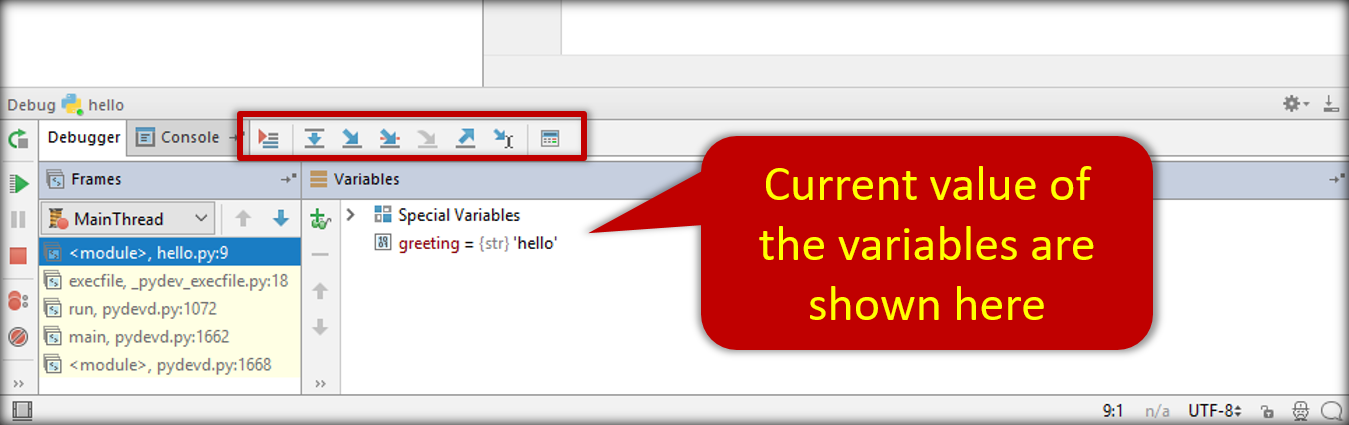 Debug hello
Debugger Console
Frames
Variables
MainThread
<module>, hello.py:9
execfile, _pydev_execfile.py:18
run, pydevd.py:1072
main, pydevd.py:1662
<module>, pydevd.py:1668
Special Variables
greeting = {str} 'hello'
Current value of
the variables are
shown here
9:1 n/a UTF-8